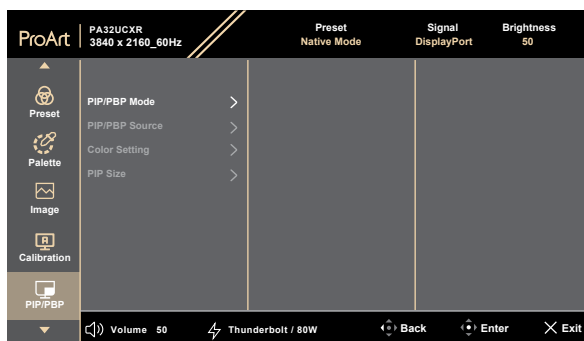 ProArt
PA32UCXR
3840 x 2160_60Hz
Preset
Native Mode
Signal
DisplayPort
Brightness
50
Preset
Palette
Image
Calibration
PIP/PBP
PIP/PBP Mode
PIP/PBP Source
Color Setting
PIP Size
Volume 50
Thunderbolt / 80W
Back
Enter
Exit